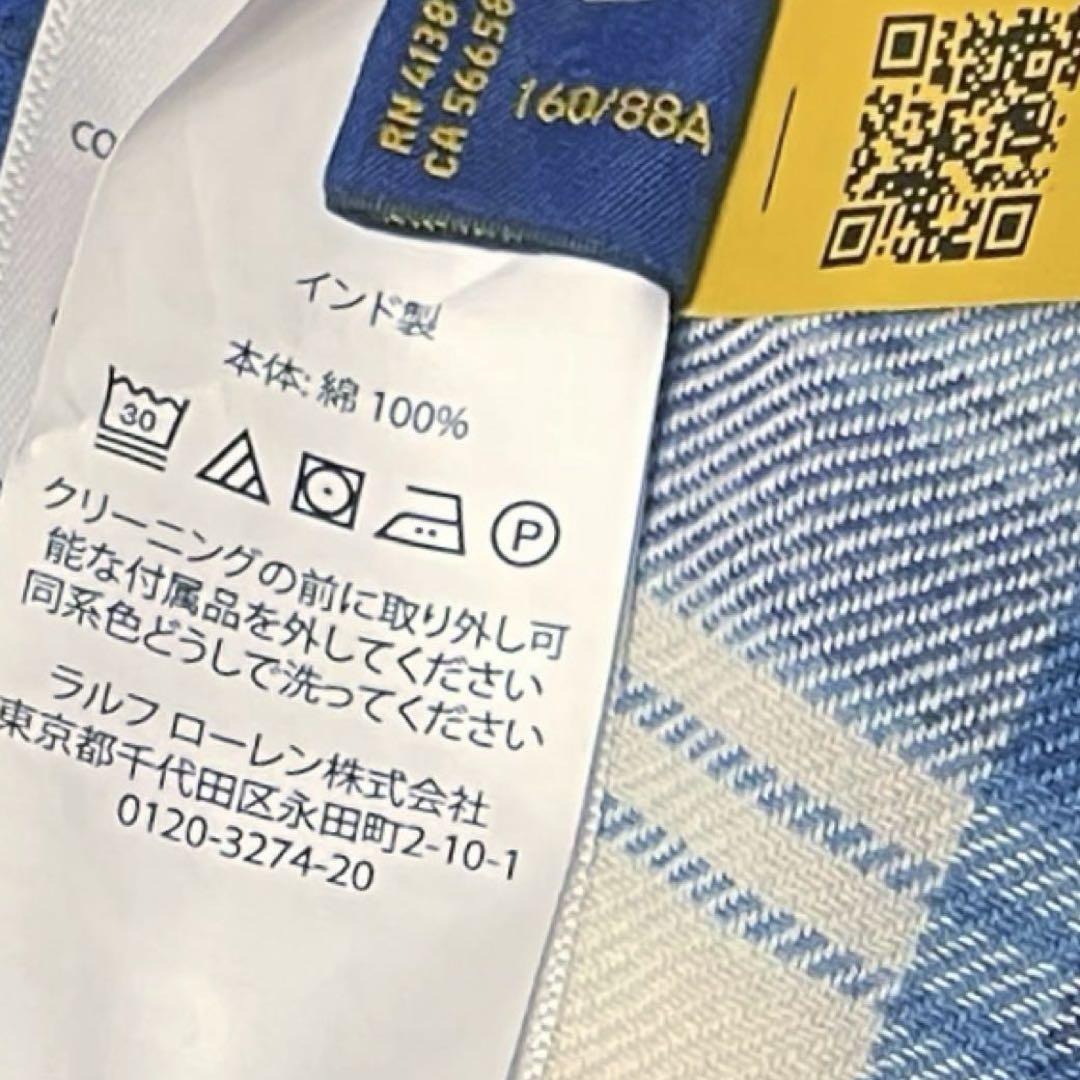 RN 4138
CA 56658
160/88A
CO
インド製
本体: 綿 100%
30
P
クリーニングの前に取り外し可
能な付属品を外してください
同系色どうしで洗ってください
ラルフ ローレン株式会社
東京都千代田区永田町2-10-1
0120-3274-20